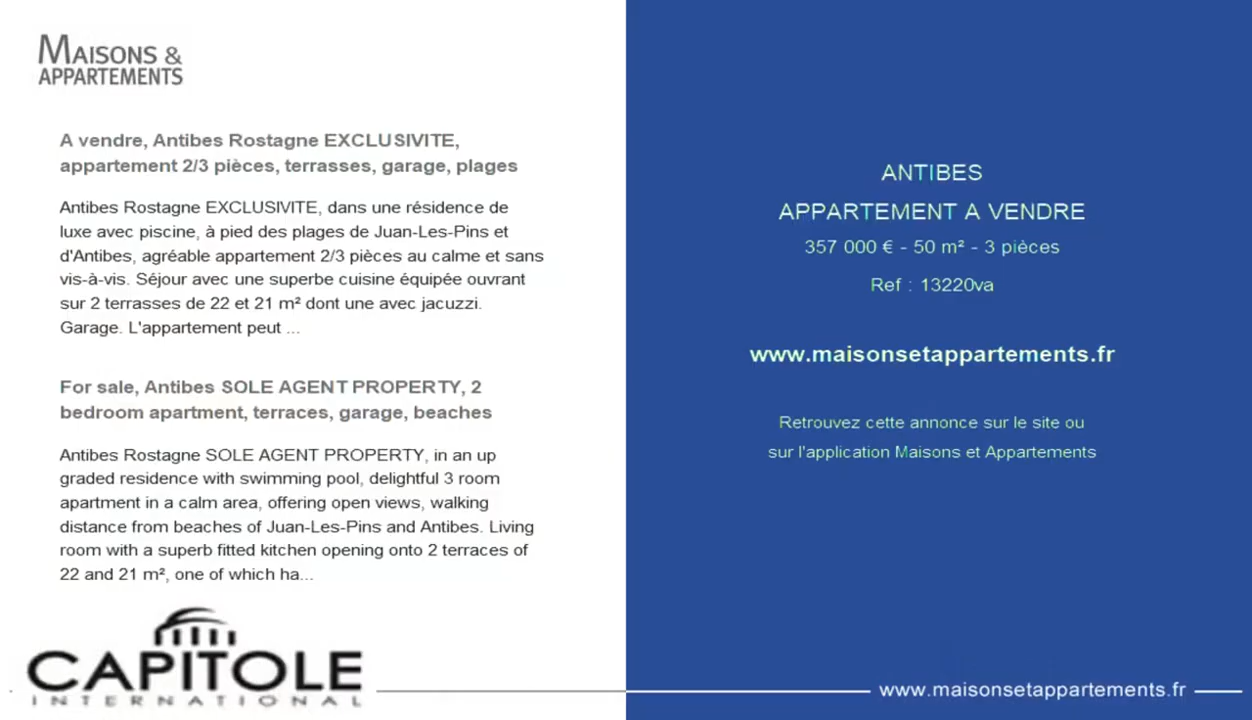 MAISONS &
APPARTEMENTS
A vendre, Antibes Rostagne EXCLUSIVITE,
appartement 2/3 pièces, terrasses, garage, plages
Antibes Rostagne EXCLUSIVITE, dans une résidence de
luxe avec piscine, à pied des plages de Juan-Les-Pins et
d'Antibes, agréable appartement 2/3 pièces au calme et sans
vis-à-vis. Séjour avec une superbe cuisine équipée ouvrant
sur 2 terrasses de 22 et 21 m² dont une avec jacuzzi.
Garage. L'appartement peut ...
For sale, Antibes SOLE AGENT PROPERTY, 2
bedroom apartment, terraces, garage, beaches
Antibes Rostagne SOLE AGENT PROPERTY, in an up
graded residence with swimming pool, delightful 3 room
apartment in a calm area, offering open views, walking
distance from beaches of Juan-Les-Pins and Antibes. Living
room with a superb fitted kitchen opening onto 2 terraces of
22 and 21 m², one of which ha...
CAPITOLE
INTERNATIONAL
ANTIBES
APPARTEMENT A VENDRE
357 000 € - 50 m² - 3 pièces
Ref : 13220va
www.maisonsetappartements.fr
Retrouvez cette annonce sur le site ou
sur l'application Maisons et Appartements
www.maisonsetappartements.fr